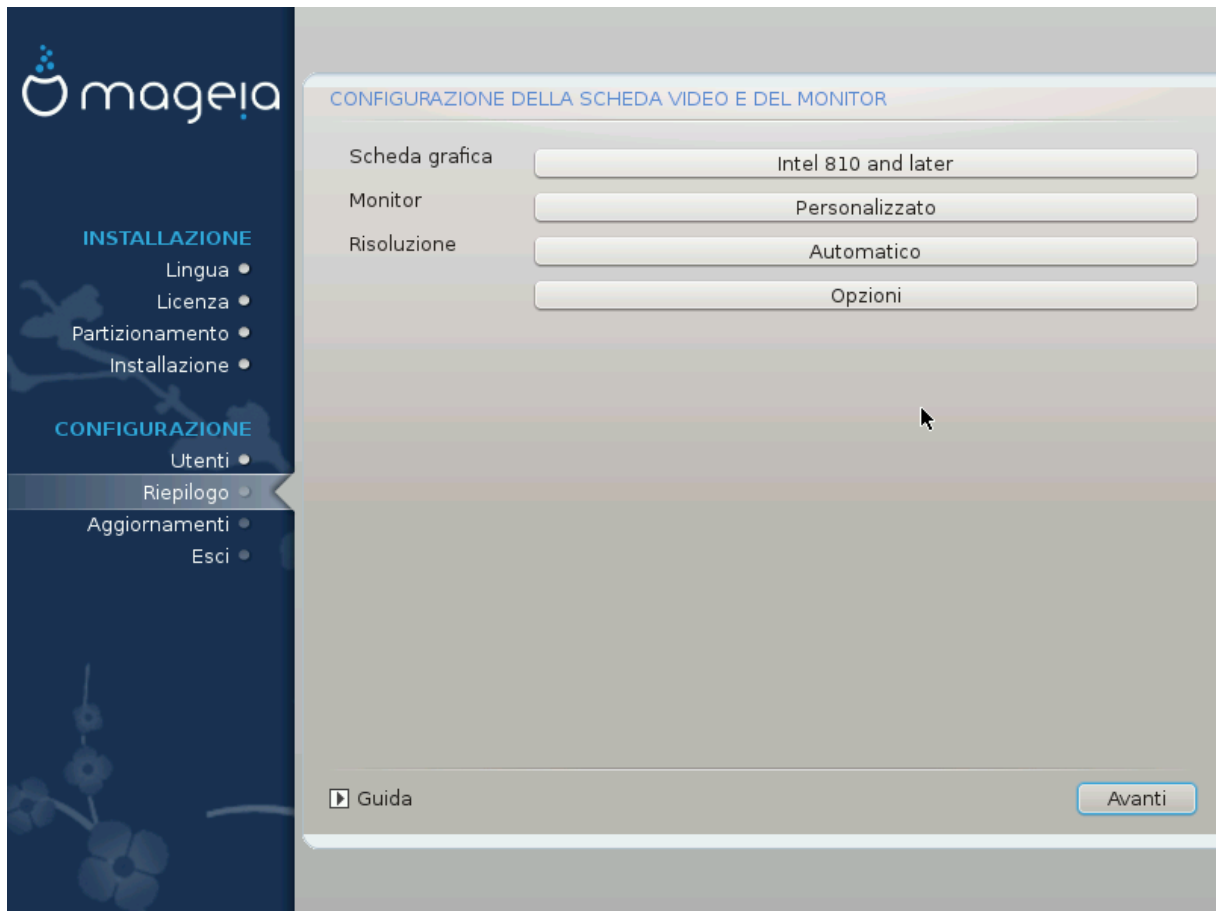 mageia
INSTALLAZIONE
Lingua
Licenza
Partizionamento
Installazione
CONFIGURAZIONE
Utenti
Riepilogo
Aggiornamenti
Esci
CONFIGURAZIONE DELLA SCHEDA VIDEO E DEL MONITOR
Scheda grafica Intel 810 and later
Monitor Personalizzato
Risoluzione Automatico
Opzioni
Guida
Avanti